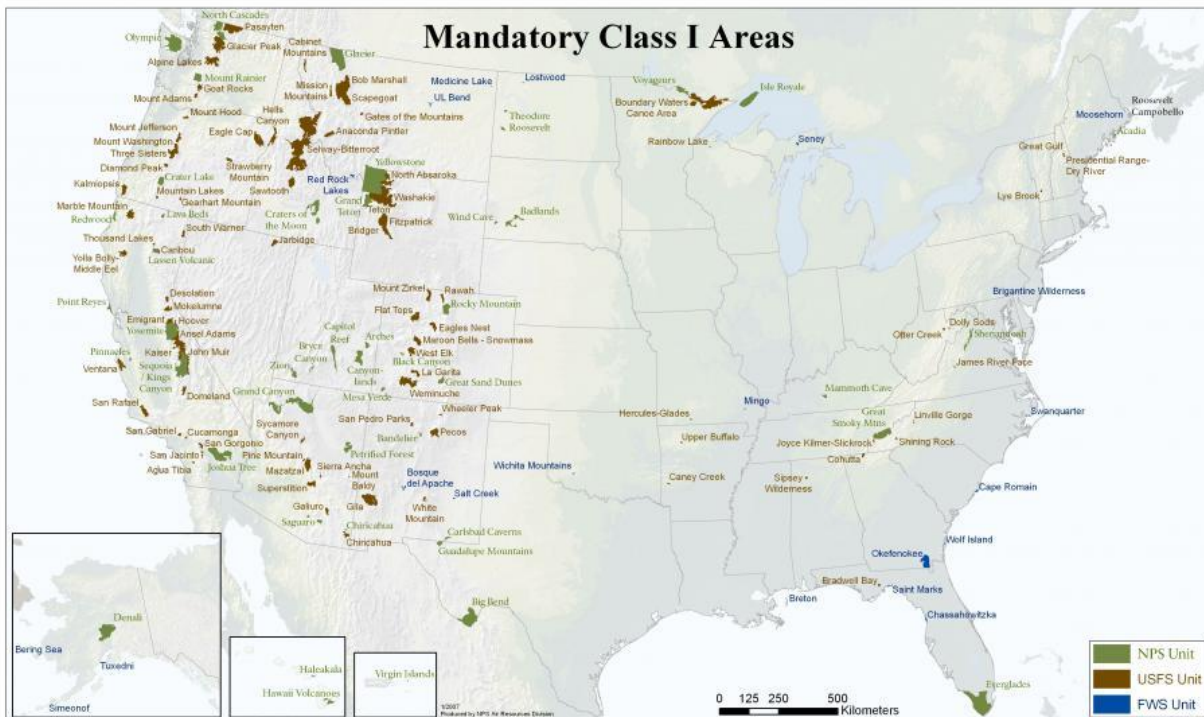 Mandatory Class I Areas
North Cascades
Pasayten
Olympic
Glacier Peak
Alpine Lakes
Cabinet
Mountains
Glacier
Mount Rainier
Goat Rocks
Mount Adams
Mission
Mountains
Bob Marshall
Scapegoat
Medicine Lake
UL Bend
Lostwood
Gates of the Mountains
Theodore
Roosevelt
Mount Hood
Hells
Canyon
Eagle Cap
Anaconda Pintler
Selway-Bitterroot
Mount Jefferson
Mount Washington
Three Sisters
Diamond Peak
Strawberry
Mountain
Sawtooth
Red Rock
Lakes
Yellowstone
North Absaroka
Washakie
Grand
Teton
Teton
Fitzpatrick
Bridger
Kalmiopsis
Crater Lake
Mountain Lakes
Gearhart Mountain
Craters of
the Moon
Marble Mountain
Redwood
Lava Beds
South Warner
Jarbidge
Thousand Lakes
Caribou
Lassen Volcanic
Yolla Bolly-
Middle Eel
Wind Cave
Badlands
Voyageurs
Isle Royale
Boundary Waters
Canoe Area
Rainbow Lake
Seney
Moosehorn
Roosevelt
Campobello
Acadia
Great Gulf
Presidential Range-
Dry River
Lye Brook
Brigantine Wilderness
Point Reyes
Desolation
Mokelumne
Emigrant
Hoover
Yosemite
Ansel Adams
Pinnacles
Kaiser
John Muir
Ventana
Sequoia
/ Kings
Canyon
Domeland
San Rafael
San Gabriel
Cucamonga
San Gorgonio
San Jacinto
Agua Tibia
Joshua Tree
Mount Zirkel
Rawah
Rocky Mountain
Flat Tops
Eagles Nest
Maroon Bells - Snowmass
West Elk
Black Canyon
La Garita
Great Sand Dunes
Weminuche
Capitol
Reef
Arches
Bryce
Canyon
Zion
Canyon-
lands
Mesa Verde
Grand Canyon
Wheeler Peak
San Pedro Parks
Pecos
Bandelier
Sycamore
Canyon
Petrified Forest
Pine Mountain
Mazatzal
Sierra Ancha
Mount
Baldy
Superstition
Bosque
del Apache
Salt Creek
White
Mountain
Galiuro
Gila
Saguaro
Chiricahua
Chiricahua
Carlsbad Caverns
Guadalupe Mountains
Wichita Mountains
Big Bend
Hercules-Glades
Mingo
Upper Buffalo
Caney Creek
Mammoth Cave
Great
Smoky Mtns
Joyce Kilmer-Slickrock
Linville Gorge
Shining Rock
Cohutta
Sipsey
Wilderness
Otter Creek
Dolly Sods
Shenandoah
James River Face
Swanquarter
Cape Romain
Wolf Island
Okefenokee
Bradwell Bay
Saint Marks
Breton
Chassahowitzka
Everglades
Denali
Bering Sea
Tuxedni
Simeonof
Haleakala
Hawaii Volcanoes
Virgin Islands
1/2007
Produced by NPS Air Resources Division
0 125 250 500
Kilometers
NPS Unit
USFS Unit
FWS Unit